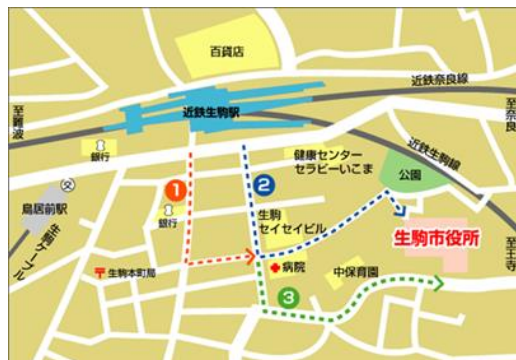 百貨店
近鉄奈良線
近鉄生駒駅
至難波
至奈良
銀行
健康センター
セラビーいこま
近鉄生駒線
公園
1
2
鳥居前駅
銀行
生駒
セイセイビル
生駒市役所
生駒ケーブル
生駒本町局
病院
中保育園
至王寺
3